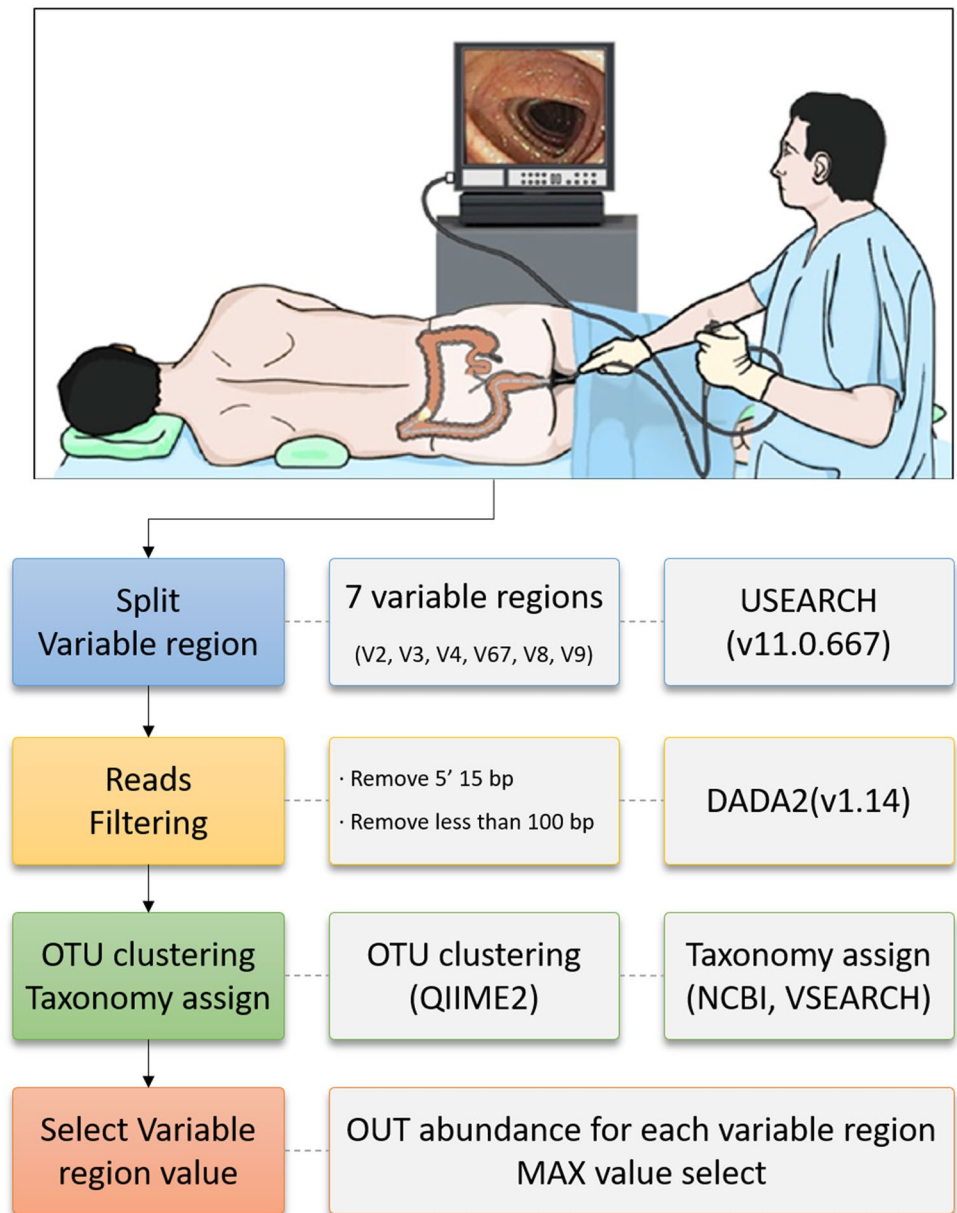 Split
Variable region
7 variable regions
(V2, V3, V4, V67, V8, V9)
USEARCH
(v11.0.667)
Reads
Filtering
· Remove 5’ 15 bp
· Remove less than 100 bp
DADA2(v1.14)
OTU clustering
Taxonomy assign
OTU clustering
(QIIME2)
Taxonomy assign
(NCBI, VSEARCH)
Select Variable
region value
OUT abundance for each variable region
MAX value select